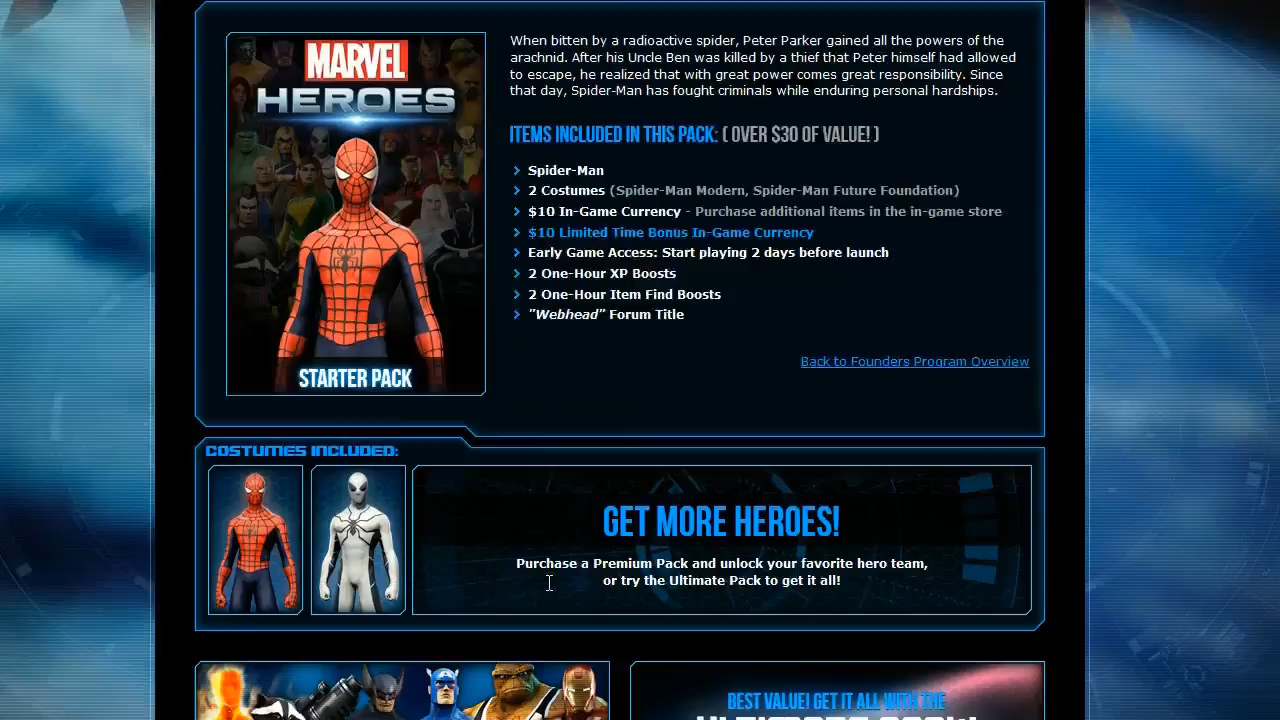 MARVEL
HEROES
STARTER PACK
When bitten by a radioactive spider, Peter Parker gained all the powers of the
arachnid. After his Uncle Ben was killed by a thief that Peter himself had allowed
to escape, he realized that with great power comes great responsibility. Since
that day, Spider-Man has fought criminals while enduring personal hardships.
ITEMS INCLUDED IN THIS PACK: ( OVER $30 OF VALUE! )
Spider-Man
2 Costumes (Spider-Man Modern, Spider-Man Future Foundation)
$10 In-Game Currency - Purchase additional items in the in-game store
$10 Limited Time Bonus In-Game Currency
Early Game Access: Start playing 2 days before launch
2 One-Hour XP Boosts
2 One-Hour Item Find Boosts
"Webhead" Forum Title
Back to Founders Program Overview
COSTUMES INCLUDED:
GET MORE HEROES!
Purchase a Premium Pack and unlock your favorite hero team,
or try the Ultimate Pack to get it all!
BEST VALUE! GET IT ALL WITH THE